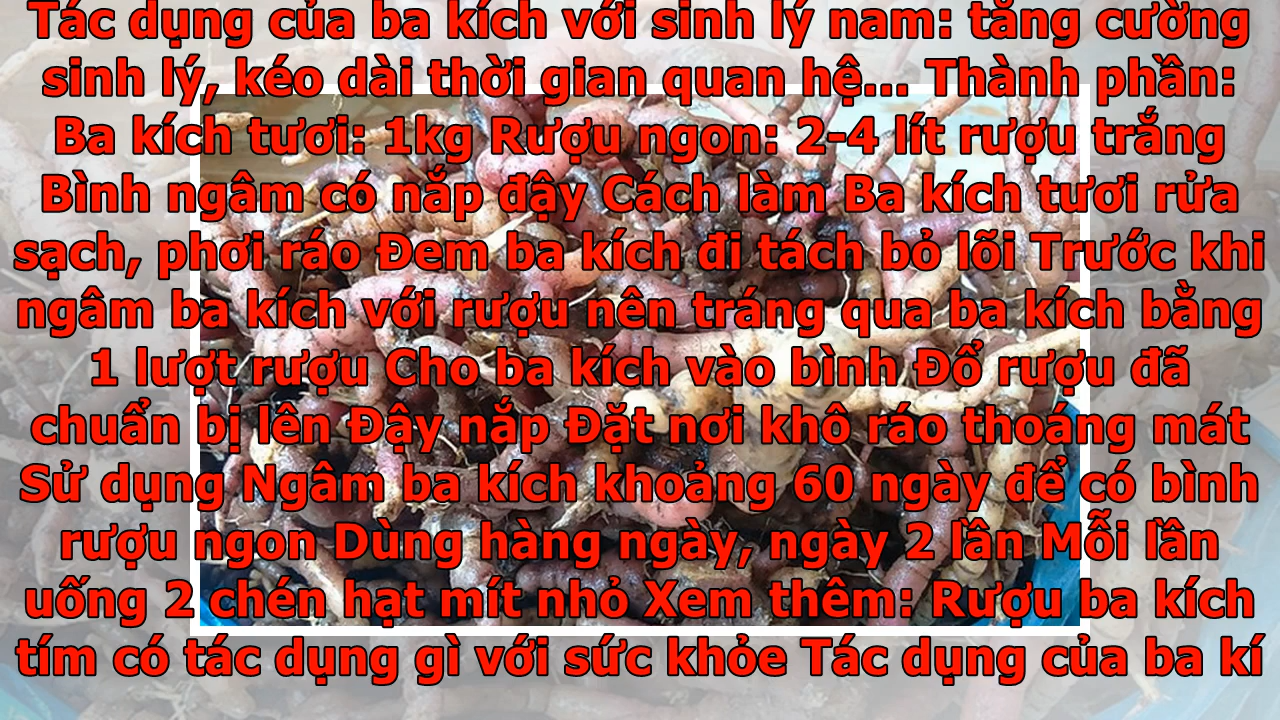 Tác dụng của ba kích với sinh lý nam: tăng cường
sinh lý, kéo dài thời gian quan hệ... Thành phần:
Ba kích tươi: 1kg Rượu ngon: 2-4 lít rượu trắng
Bình ngâm có nắp đậy Cách làm Ba kích tươi rửa
sạch, phơi ráo Đem ba kích đi tách bỏ lõi Trước khi
ngâm ba kích với rượu nên tráng qua ba kích bằng
1 lượt rượu Cho ba kích vào bình Đổ rượu đã
chuẩn bị lên Đậy nắp Đặt nơi khô ráo thoáng mát
Sử dụng Ngâm ba kích khoảng 60 ngày để có bình
rượu ngon Dùng hàng ngày, ngày 2 lần Mỗi lần
uống 2 chén hạt mít nhỏ Xem thêm: Rượu ba kích
tím có tác dụng gì với sức khỏe Tác dụng của ba kí